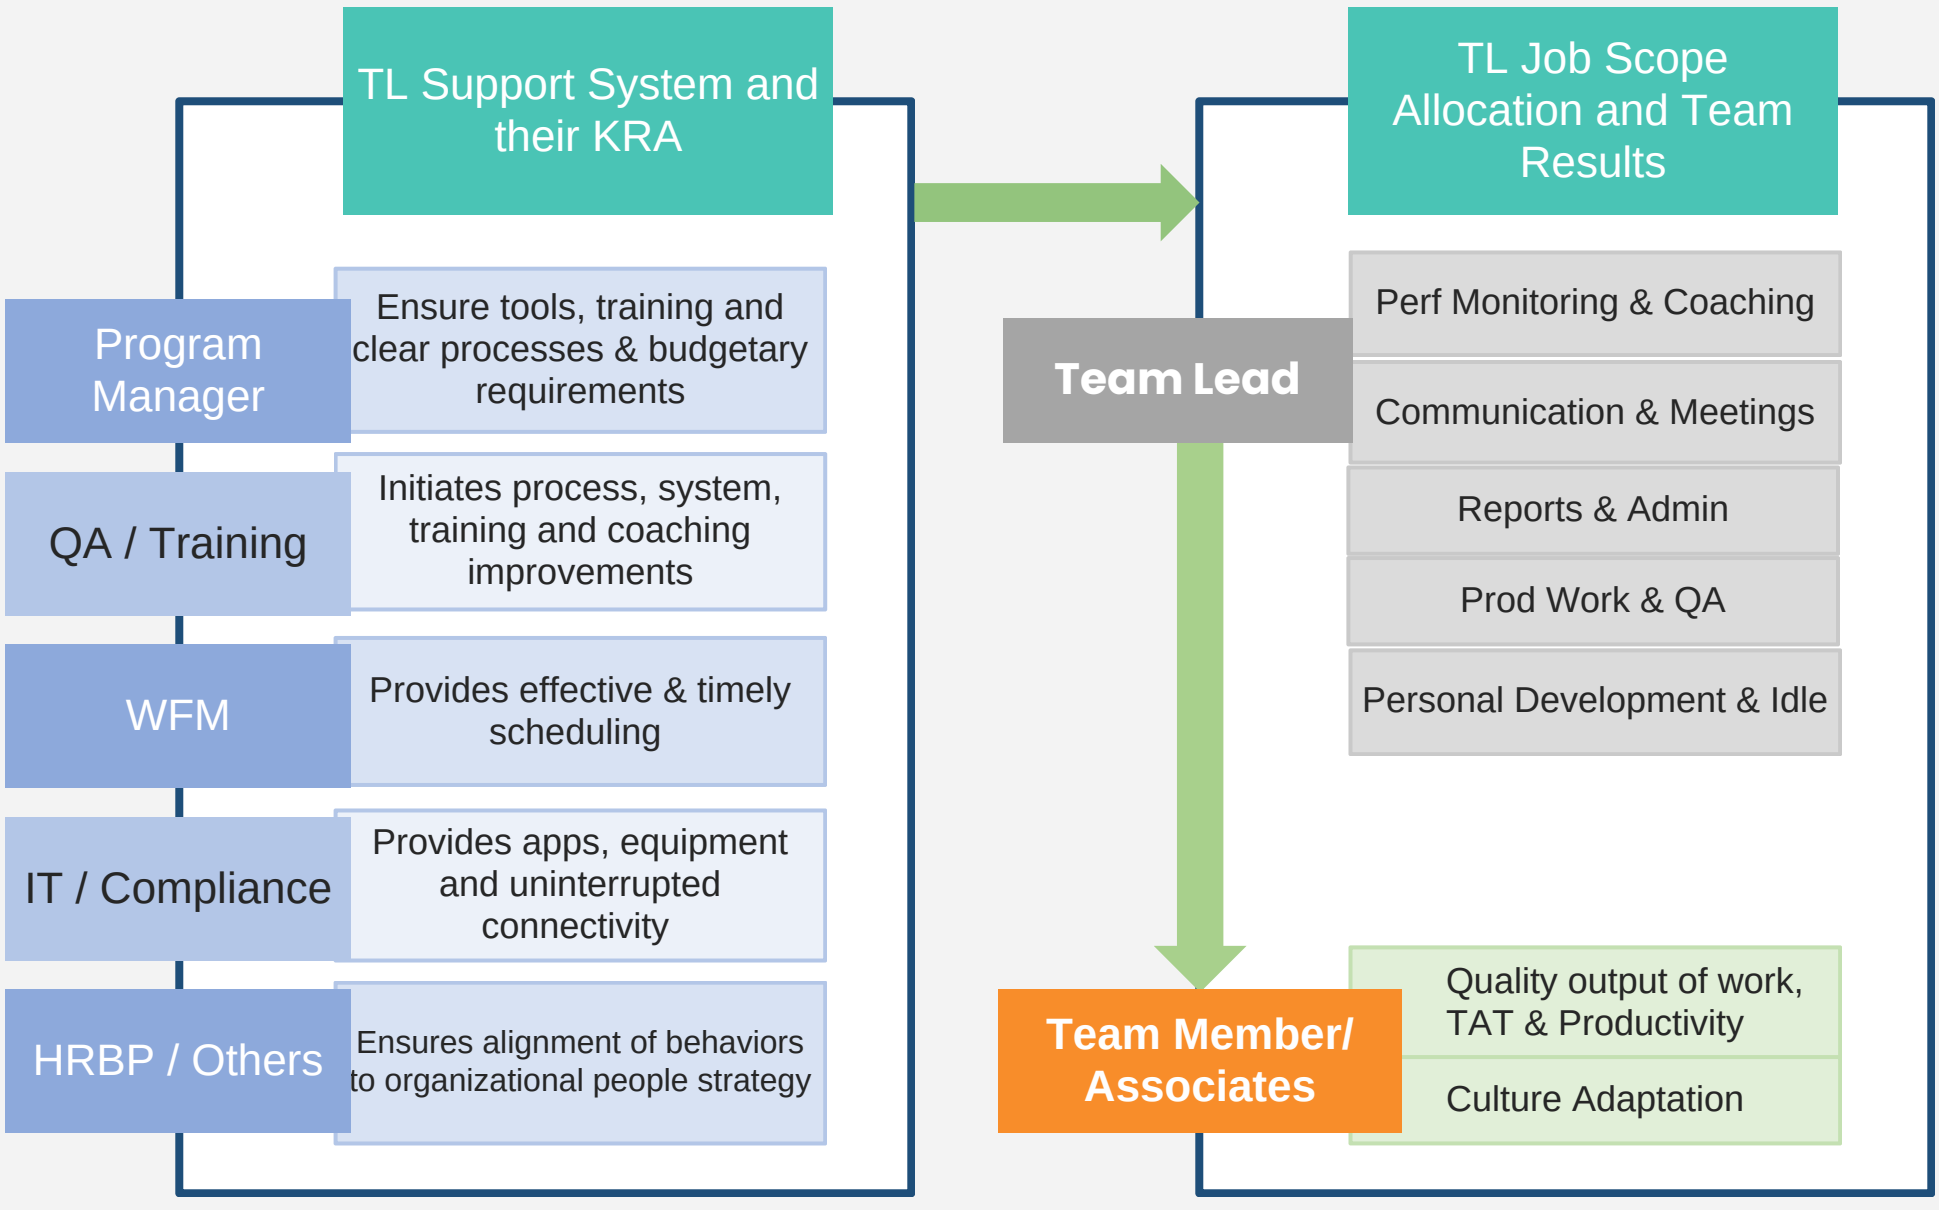 TL Support System and
their KRA
Program
Manager
Ensure tools, training and
clear processes & budgetary
requirements
QA / Training
Initiates process, system,
training and coaching
improvements
WFM
Provides effective & timely
scheduling
IT / Compliance
Provides apps, equipment
and uninterrupted
connectivity
HRBP / Others
Ensures alignment of behaviors
to organizational people strategy
TL Job Scope
Allocation and Team
Results
Team Lead
Perf Monitoring & Coaching
Communication & Meetings
Reports & Admin
Prod Work & QA
Personal Development & Idle
Team Member/
Associates
Quality output of work,
TAT & Productivity
Culture Adaptation